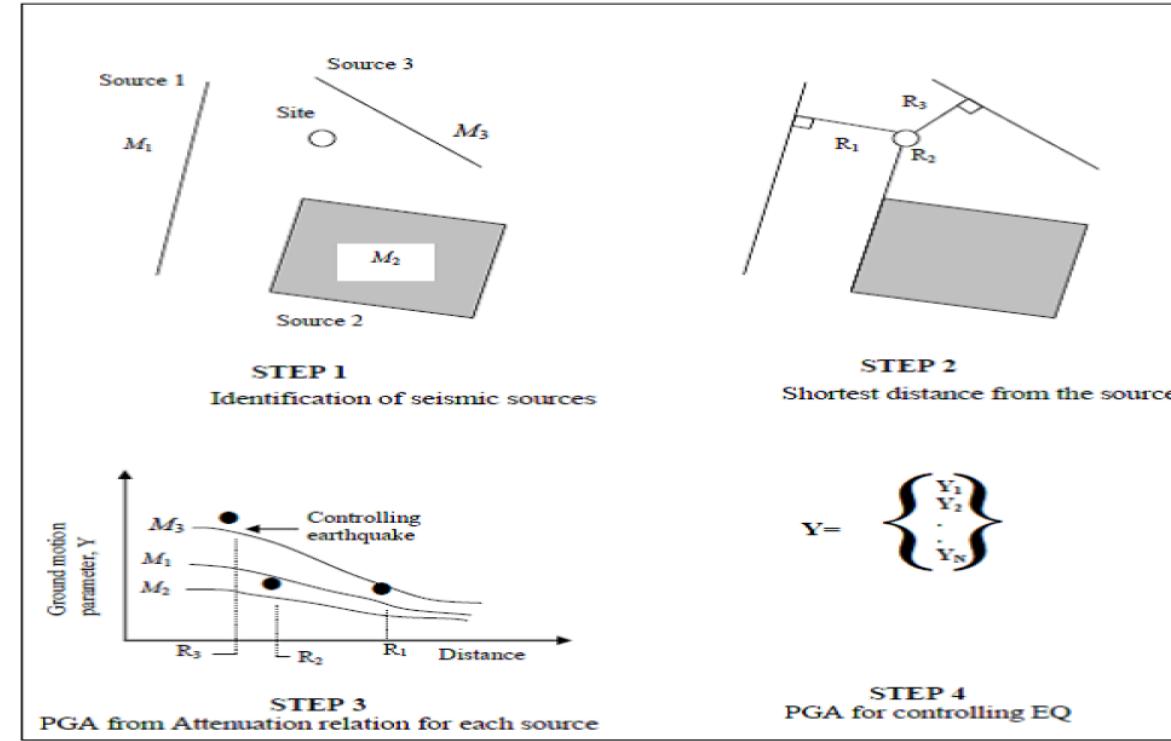 Source 1
Source 3
Site
M₁
M₃
M₂
Source 2
STEP 1
Identification of seismic sources
R₃
R₁
R₂
STEP 2
Shortest distance from the source
Ground motion
parameter, Y
M₃
M₁
M₂
Controlling
earthquake
R₃
R₂
R₁
Distance
STEP 3
PGA from Attenuation relation for each source
Y=
Y₁
Y₂
.
.
Y_N
STEP 4
PGA for controlling EQ